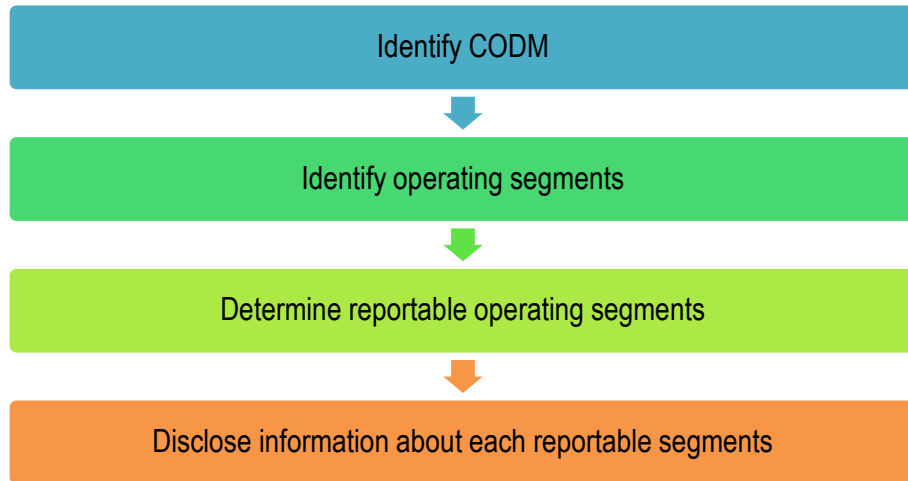 Identify CODM
Identify operating segments
Determine reportable operating segments
Disclose information about each reportable segments